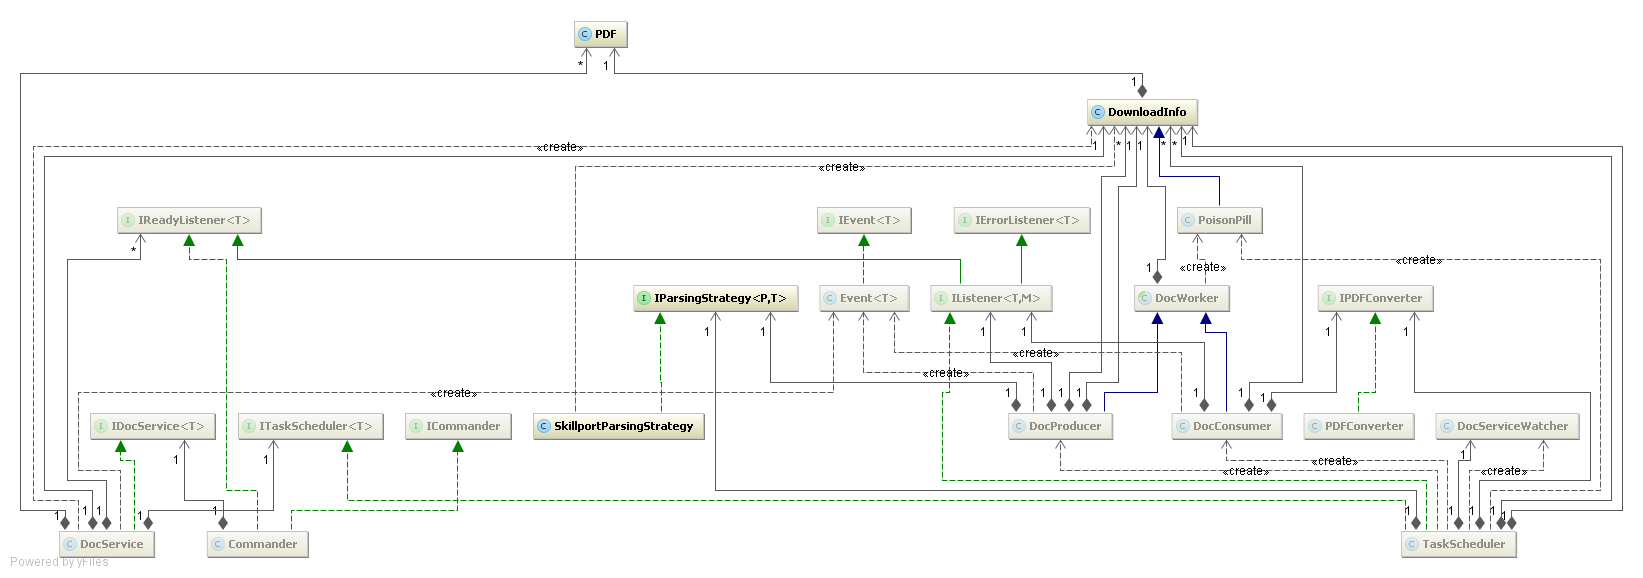 C PDF
* 1
1
C DownloadInfo
«create» 1 * 1 1 * * 1
«create»
I IReadyListener<T> I IEvent<T> I IErrorListener<T> C PoisonPill
*
1 «create» «create»
I IParsingStrategy<P,T> C Event<T> I IListener<T,M> C DocWorker I IPDFConverter
1 1 1 1 1 1
«create»
«create»
«create» 1 1 1 1 1 1 1
I IDocService<T> I ITaskScheduler<T> I ICommander C SkillportParsingStrategy C DocProducer C DocConsumer C PDFConverter C DocServiceWatcher
1 1 1
«create» «create» «create»
1 1 1 1 1 1 1 1 1
C DocService C Commander C TaskScheduler
Powered by yFiles